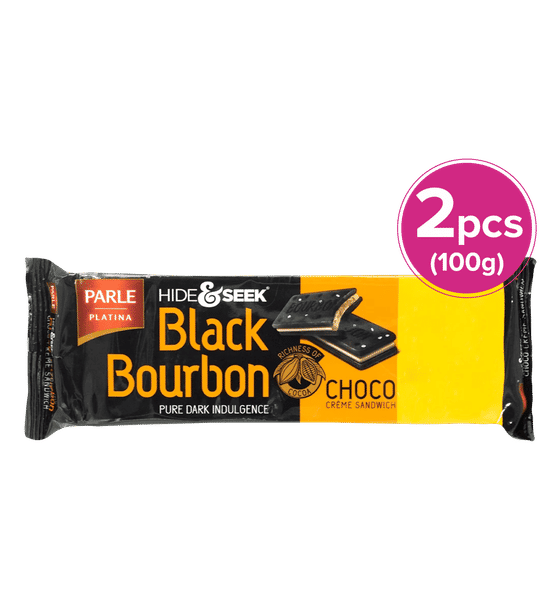 2pcs
(100g)
PARLE
PLATINA
HIDE & SEEK
Black
Bourbon
PURE DARK INDULGENCE
RICHNESS OF
COCOA
CHOCO
CRÈME SANDWICH